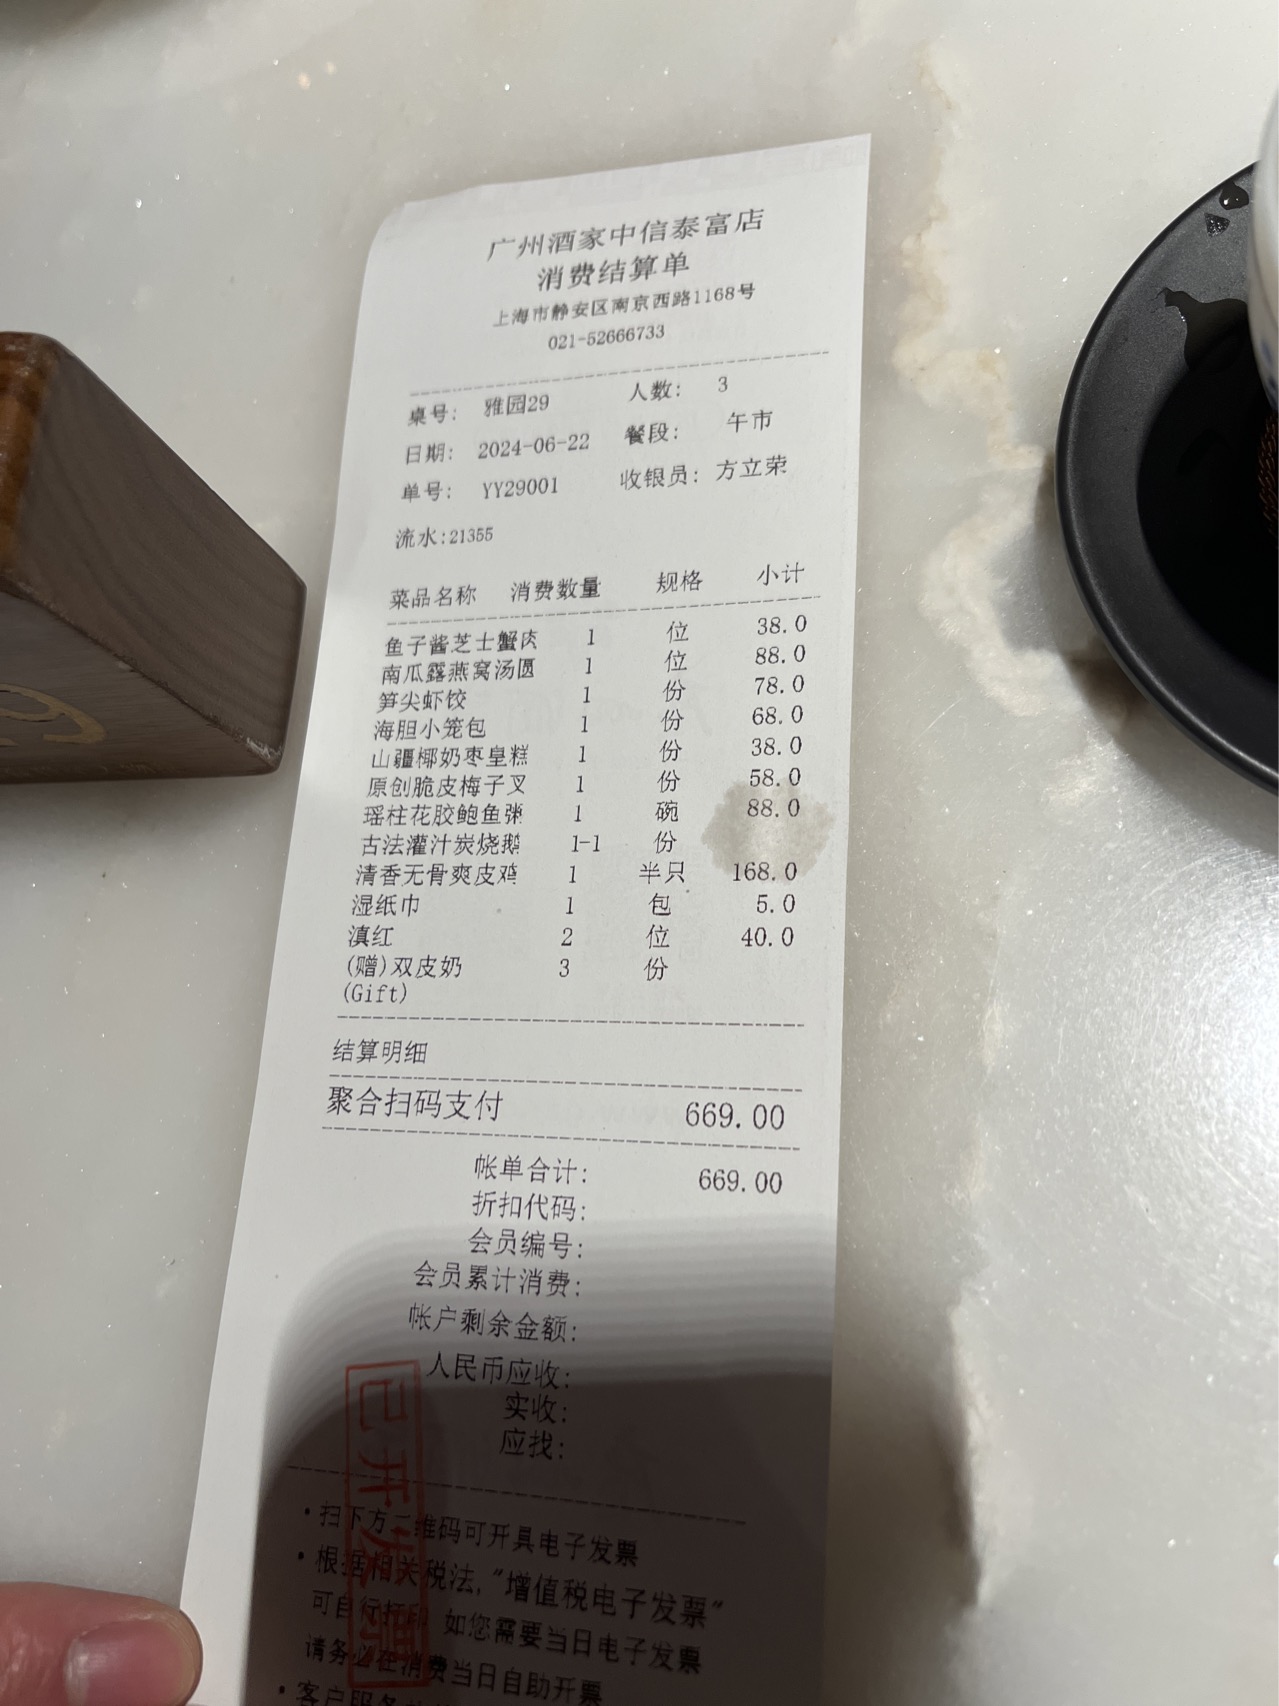 广州酒家中信泰富店
消费结算单
上海市静安区南京西路1168号
021-52666733
桌号: 雅园29 人数: 3
日期: 2024-06-22 餐段: 午市
单号: YY29001 收银员: 方立荣
流水:21355
菜品名称 消费数量 规格 小计
鱼子酱芝士蟹肉 1 位 38.0
南瓜露燕窝汤圆 1 位 88.0
笋尖虾饺 1 份 78.0
海胆小笼包 1 份 68.0
山疆椰奶枣皇糕 1 份 38.0
原创脆皮梅子叉 1 份 58.0
瑶柱花胶鲍鱼粥 1 碗 88.0
古法灌汁炭烧鹅 1-1 份
清香无骨爽皮鸡 1 半只 168.0
湿纸巾 1 包 5.0
滇红 2 位 40.0
(赠)双皮奶 3 份
(Gift)
结算明细
聚合扫码支付 669.00
帐单合计: 669.00
折扣代码:
会员编号:
会员累计消费:
帐户剩余金额:
人民币应收:
实收:
应找:
已开发票
·扫下方二维码可开具电子发票
·根据相关税法,"增值税电子发票"
可自行打印 如您需要当日电子发票
请务必在消费当日自助开票
·客户服务